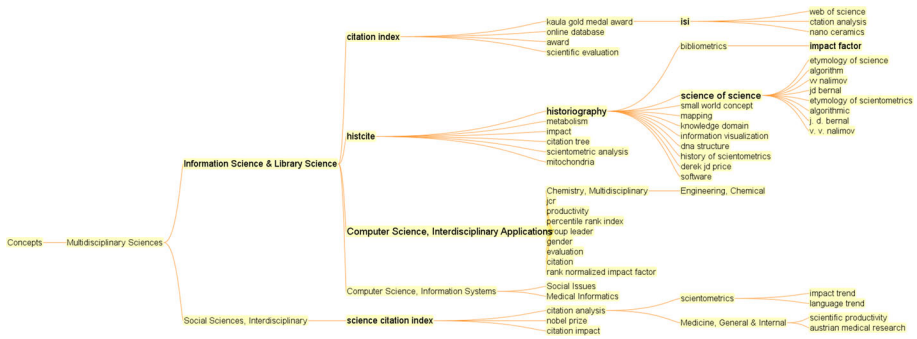 Concepts
Multidisciplinary Sciences
Information Science & Library Science
citation index
kaula gold medal award
isi
web of science
ctation analysis
nano ceramics
online database
award
scientific evaluation
histcite
historiography
bibliometrics
impact factor
science of science
etymology of science
algorithm
vv nalimov
jd bernal
etymology of scientometrics
algorithmic
j. d. bernal
v. v. nalimov
small world concept
mapping
knowledge domain
information visualization
dna structure
history of scientometrics
derek jd price
software
metabolism
impact
citation tree
scientometric analysis
mitochondria
Computer Science, Interdisciplinary Applications
Chemistry, Multidisciplinary
Engineering, Chemical
jcr
productivity
percentile rank index
group leader
gender
evaluation
citation
rank normalized impact factor
Computer Science, Information Systems
Social Issues
Medical Informatics
Social Sciences, Interdisciplinary
science citation index
citation analysis
scientometrics
impact trend
language trend
Medicine, General & Internal
scientific productivity
austrian medical research
nobel prize
citation impact